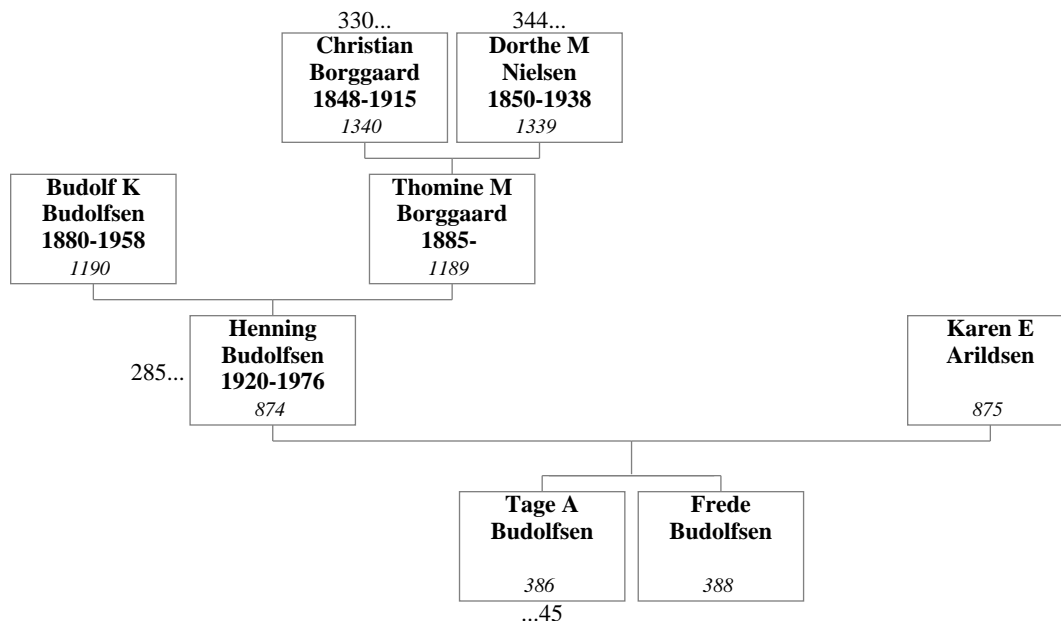 330...
344...
Christian
Borggaard
1848-1915
1340
Dorthe M
Nielsen
1850-1938
1339
Budolf K
Budolfsen
1880-1958
1190
Thomine M
Borggaard
1885-
1189
285...
Henning
Budolfsen
1920-1976
874
Karen E
Arildsen
875
Tage A
Budolfsen
386
...45
Frede
Budolfsen
388